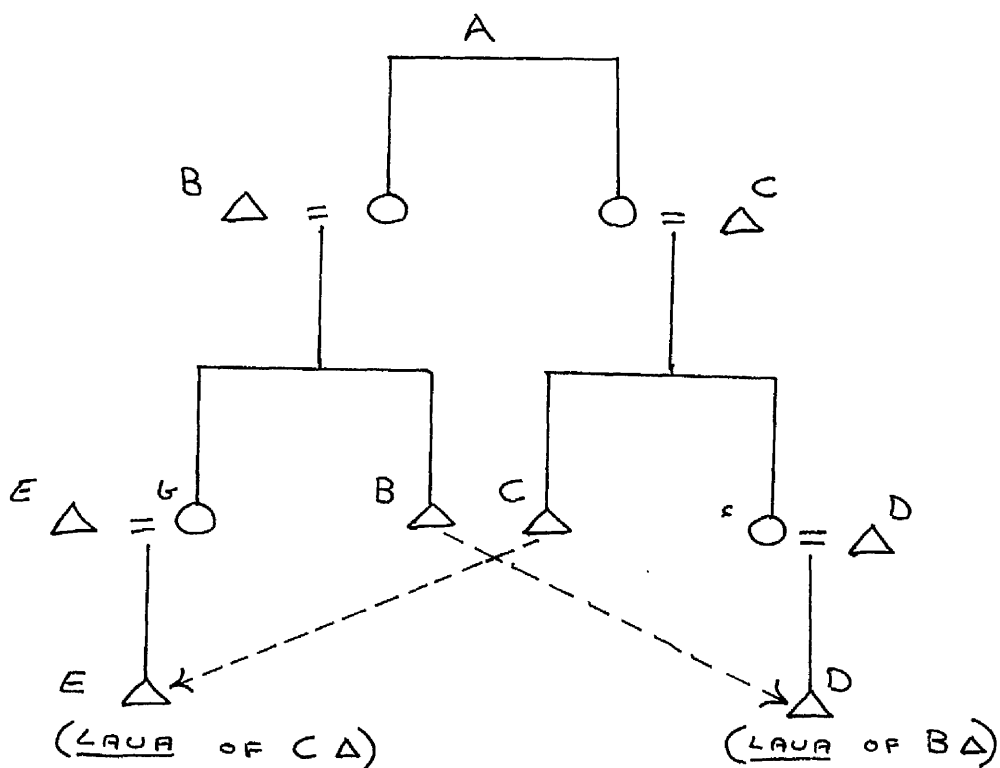 A
B = = C
E = b B C c = D
E D
(LAUA OF C Δ) (LAUA OF B Δ)